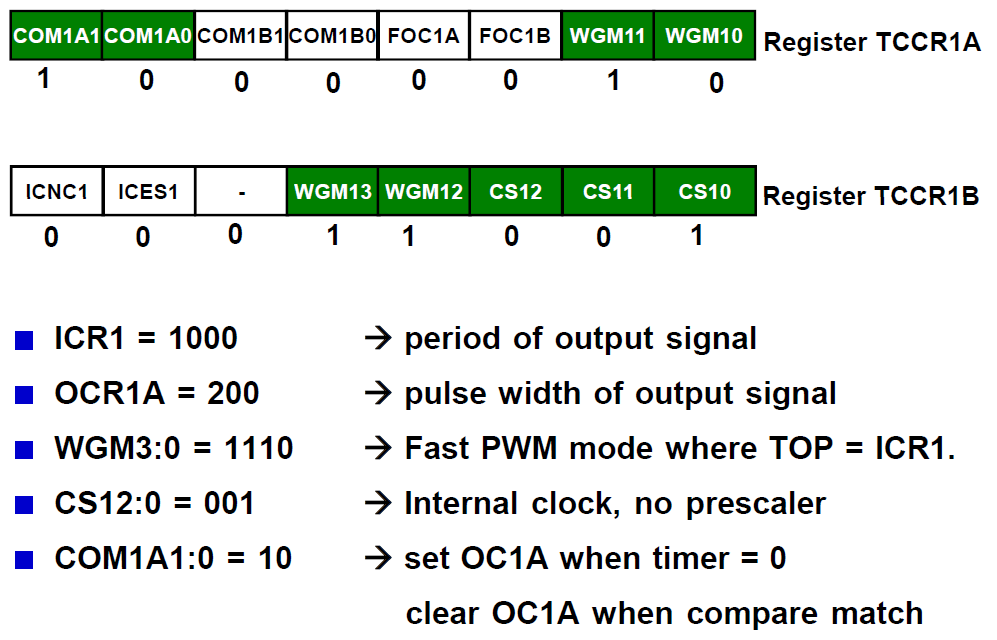 COM1A1 COM1A0 COM1B1 COM1B0 FOC1A FOC1B WGM11 WGM10 Register TCCR1A
1 0 0 0 0 0 1 0
ICNC1 ICES1 - WGM13 WGM12 CS12 CS11 CS10 Register TCCR1B
0 0 0 1 1 0 0 1
ICR1 = 1000 → period of output signal
OCR1A = 200 → pulse width of output signal
WGM3:0 = 1110 → Fast PWM mode where TOP = ICR1.
CS12:0 = 001 → Internal clock, no prescaler
COM1A1:0 = 10 → set OC1A when timer = 0
clear OC1A when compare match